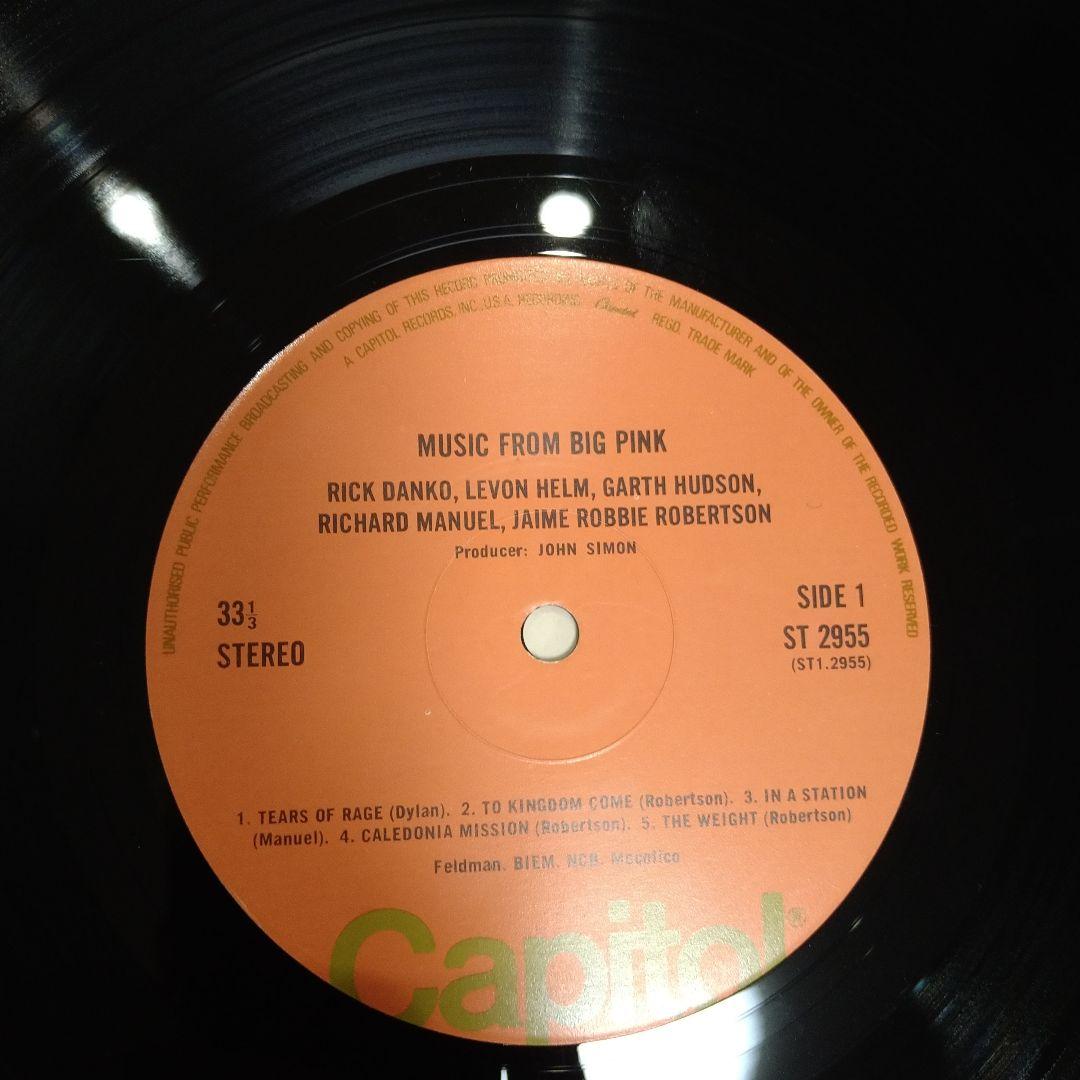 UNAUTHORISED PUBLIC PERFORMANCE BROADCASTING AND COPYING OF THIS RECORD PROHIBITED OF THE MANUFACTURER AND OF THE OWNER OF THE RECORDED WORK RESERVED
A CAPITOL RECORDS, INC., U.S.A. RECORDING Capitol REGD. TRADE MARK
MUSIC FROM BIG PINK
RICK DANKO, LEVON HELM, GARTH HUDSON,
RICHARD MANUEL, JAIME ROBBIE ROBERTSON
Producer: JOHN SIMON
33⅓
STEREO
SIDE 1
ST 2955
(ST1.2955)
1. TEARS OF RAGE (Dylan). 2. TO KINGDOM COME (Robertson). 3. IN A STATION
(Manuel). 4. CALEDONIA MISSION (Robertson). 5. THE WEIGHT (Robertson)
Feldman. BIEM. NCB. Mecolico
Capitol®